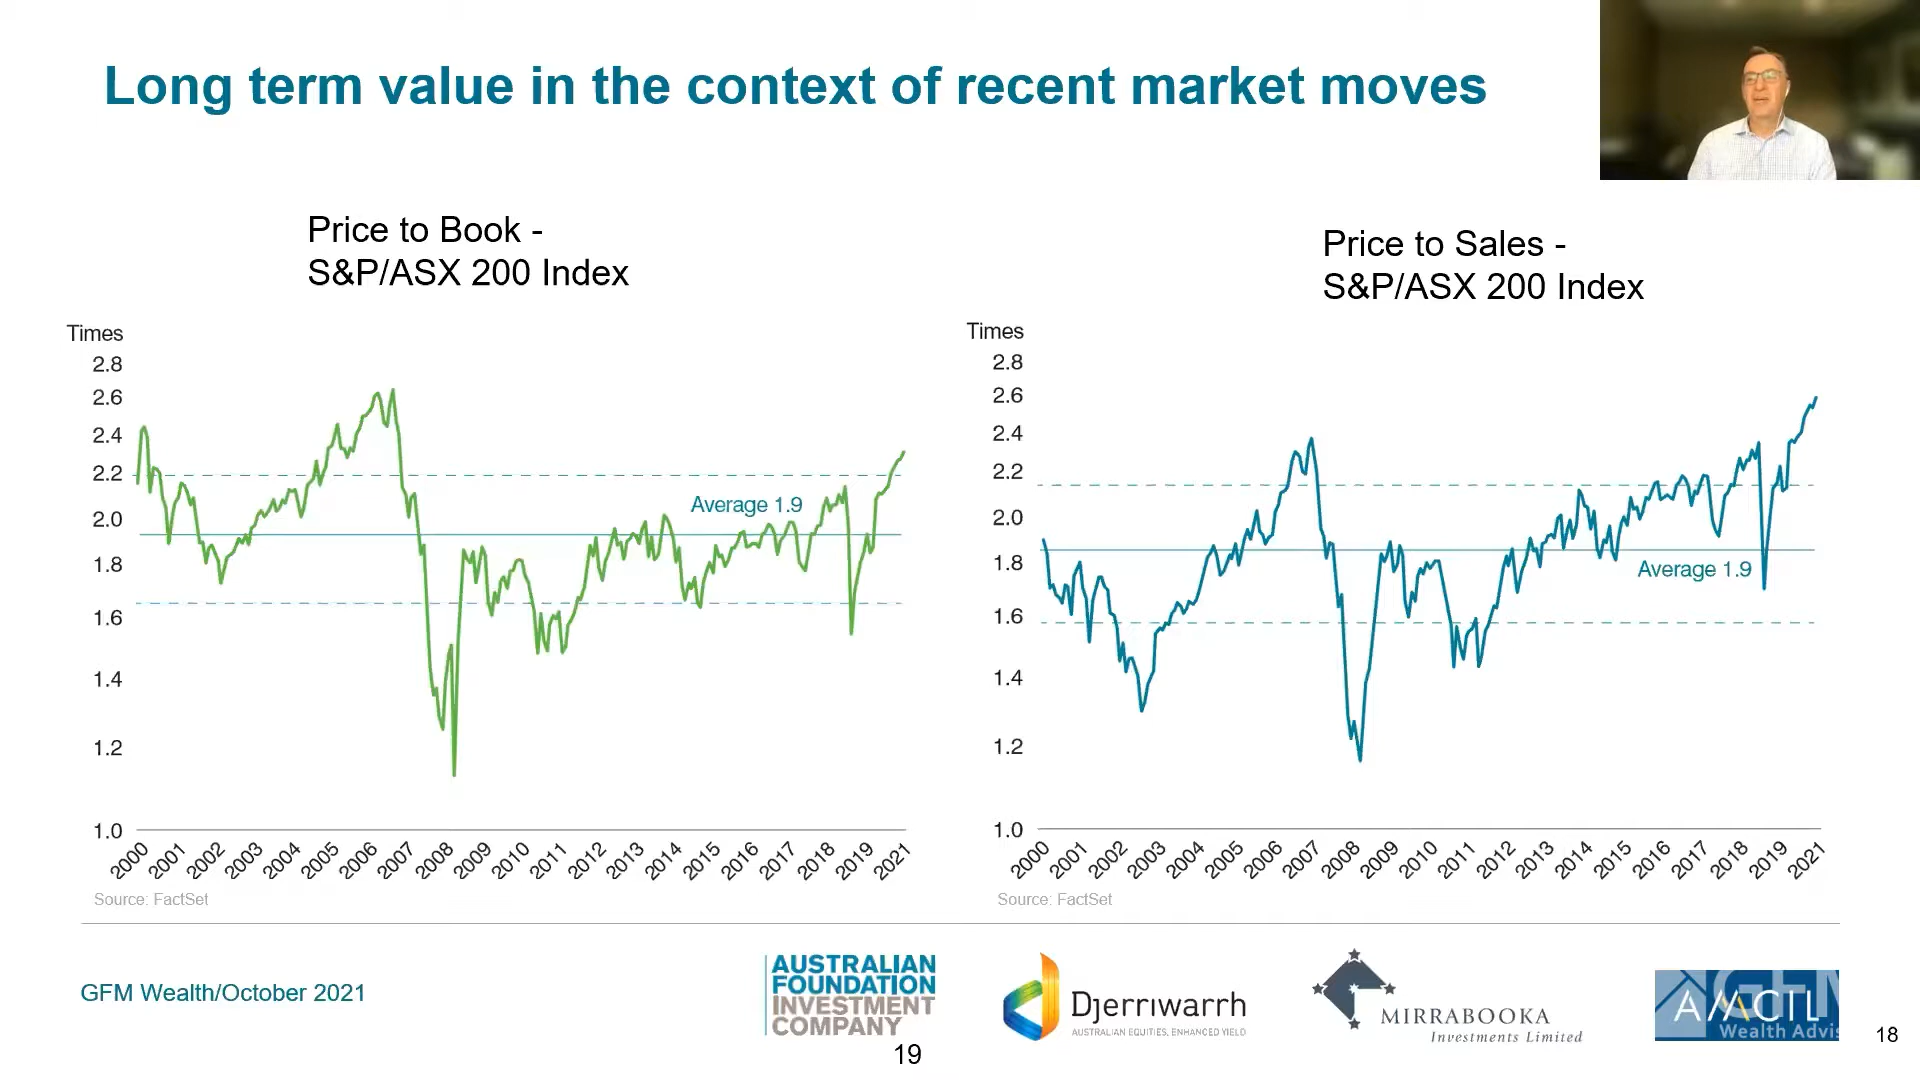 Long term value in the context of recent market moves
Price to Book -
S&P/ASX 200 Index
Times
2.8
2.6
2.4
2.2
2.0
1.8
1.6
1.4
1.2
1.0
Average 1.9
2000 2001 2002 2003 2004 2005 2006 2007 2008 2009 2010 2011 2012 2013 2014 2015 2016 2017 2018 2019 2021
Source: FactSet
Price to Sales -
S&P/ASX 200 Index
Times
2.8
2.6
2.4
2.2
2.0
1.8
1.6
1.4
1.2
1.0
Average 1.9
2000 2001 2002 2003 2004 2005 2006 2007 2008 2009 2010 2011 2012 2013 2014 2015 2016 2017 2018 2019 2021
Source: FactSet
GFM Wealth/October 2021
AUSTRALIAN
FOUNDATION
INVESTMENT
COMPANY
19
Djerriwarrh
AUSTRALIAN EQUITIES, ENHANCED YIELD
MIRRABOOKA
Investments Limited
AMCIL
GFM
Wealth Advis
18